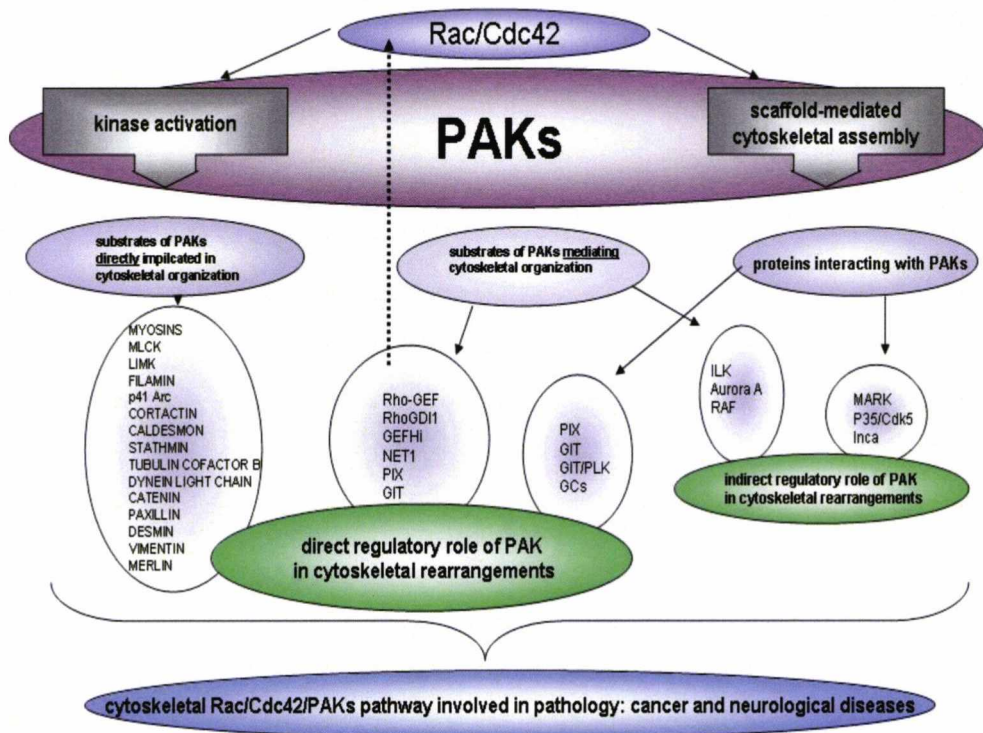 Rac/Cdc42
kinase activation
PAKs
scaffold-mediated
cytoskeletal assembly
substrates of PAKs
directly impilcated in
cytoskeletal organization
substrates of PAKs mediating
cytoskeletal organization
proteins interacting with PAKs
MYOSINS
MLCK
LIMK
FILAMIN
p41 Arc
CORTACTIN
CALDESMON
STATHMIN
TUBULIN COFACTOR B
DYNEIN LIGHT CHAIN
CATENIN
PAXILLIN
DESMIN
VIMENTIN
MERLIN
Rho-GEF
RhoGDI1
GEFHI
NET1
PIX
GIT
PIX
GIT
GIT/PLK
GCs
ILK
Aurora A
RAF
MARK
P35/Cdk5
Inca
direct regulatory role of PAK
in cytoskeletal rearrangements
indirect regulatory role of PAK
in cytoskeletal rearrangements
cytoskeletal Rac/Cdc42/PAKs pathway involved in pathology: cancer and neurological diseases